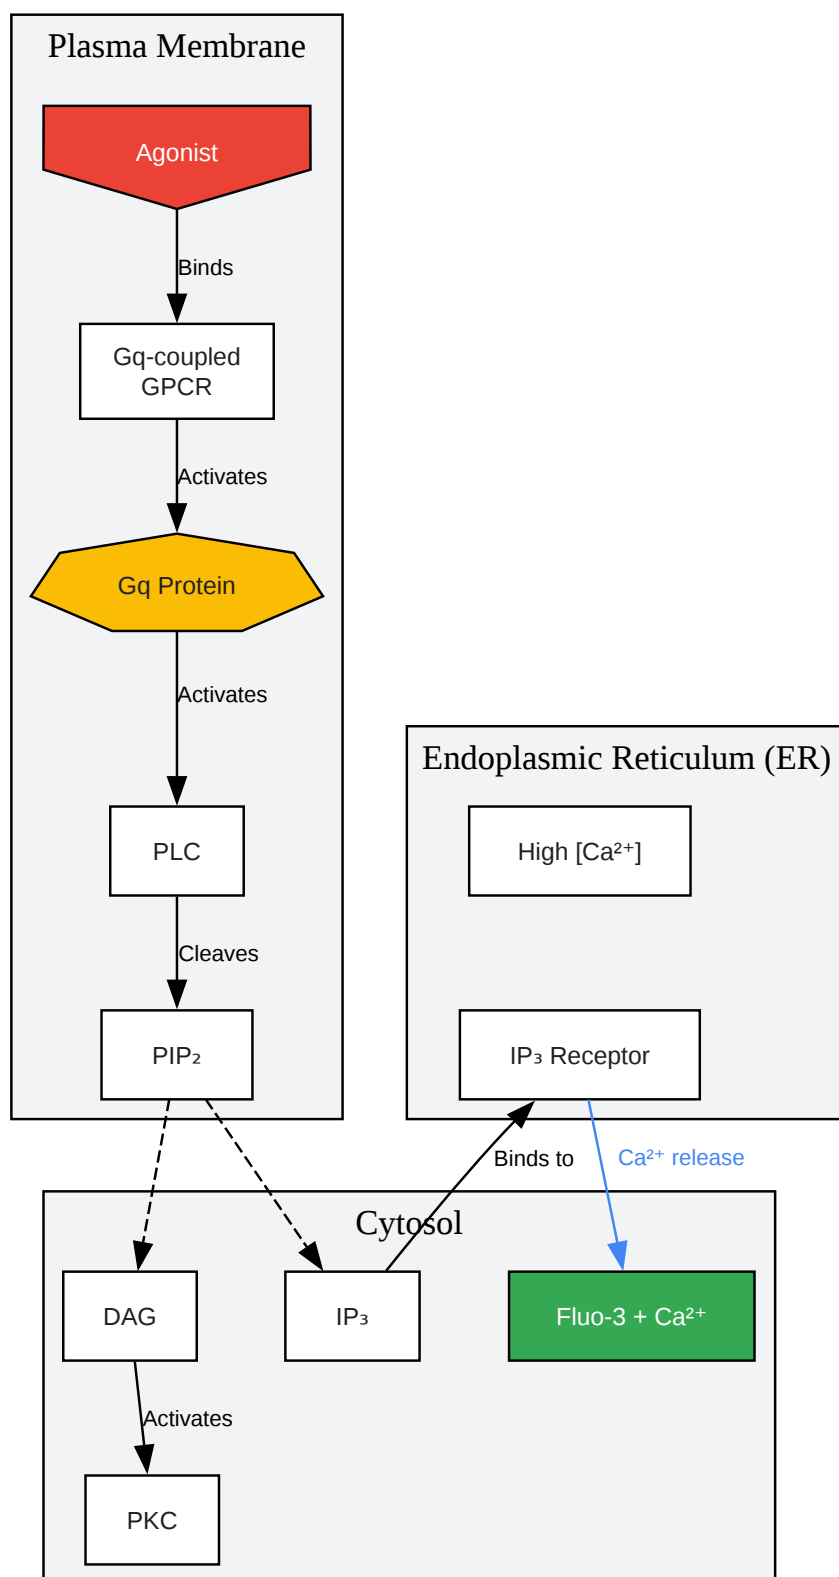 Plasma Membrane
Agonist
Binds
Gq-coupled
GPCR
Activates
Gq Protein
Activates
PLC
Cleaves
PIP₂
Endoplasmic Reticulum (ER)
High [Ca²⁺]
IP₃ Receptor
Binds to
Ca²⁺ release
Cytosol
DAG
IP₃
Fluo-3 + Ca²⁺
Activates
PKC